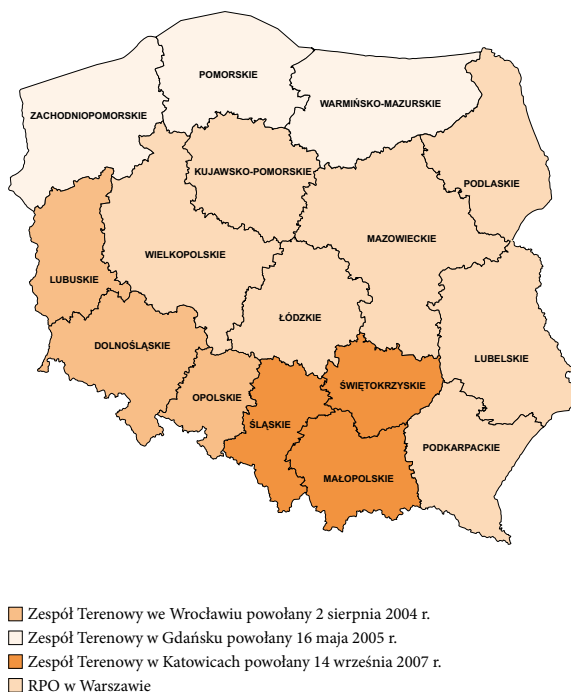 POMORSKIE
WARMIŃSKO-MAZURSKIE
ZACHODNIOPOMORSKIE
KUJAWSKO-POMORSKIE
PODLASKIE
MAZOWIECKIE
WIELKOPOLSKIE
LUBUSKIE
ŁÓDZKIE
DOLNOŚLĄSKIE
LUBELSKIE
ŚWIĘTOKRZYSKIE
OPOLSKIE
ŚLĄSKIE
PODKARPACKIE
MAŁOPOLSKIE
Zespół Terenowy we Wrocławiu powołany 2 sierpnia 2004 r.
Zespół Terenowy w Gdańsku powołany 16 maja 2005 r.
Zespół Terenowy w Katowicach powołany 14 września 2007 r.
RPO w Warszawie